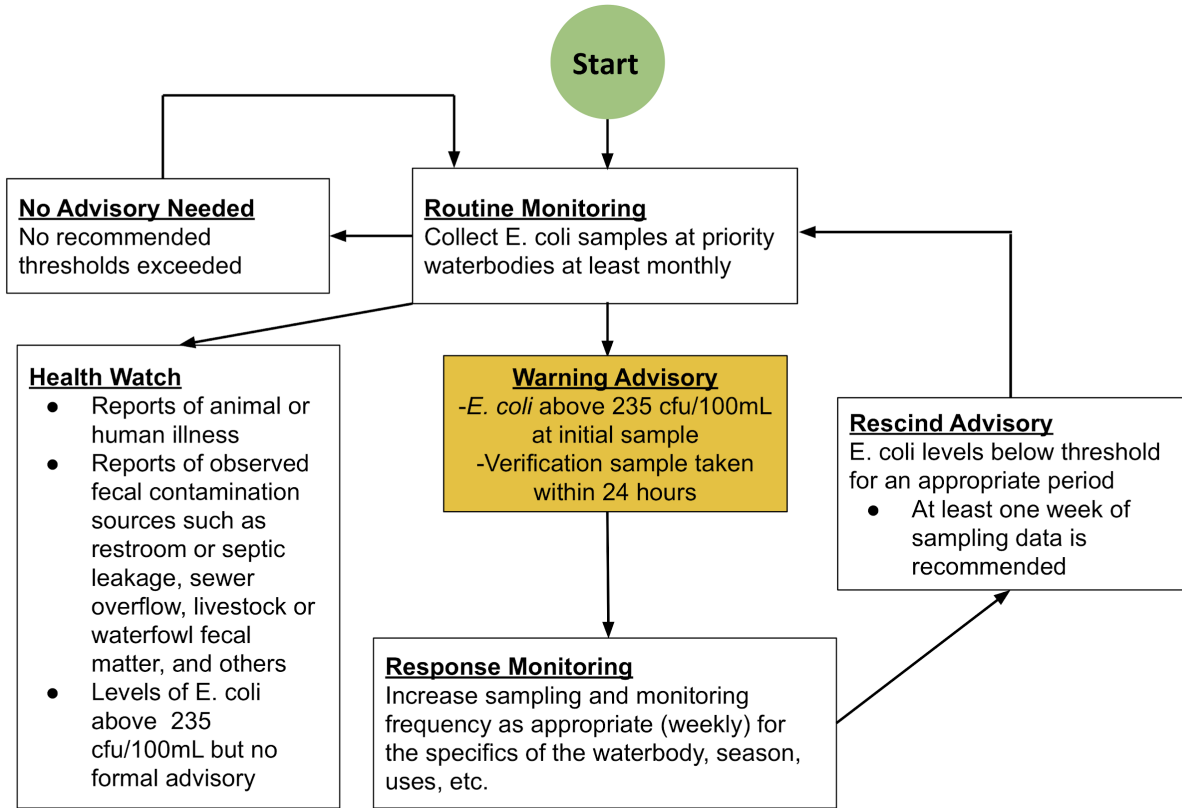 Start
No Advisory Needed
No recommended
thresholds exceeded
Routine Monitoring
Collect E. coli samples at priority
waterbodies at least monthly
Health Watch
● Reports of animal or
human illness
● Reports of observed
fecal contamination
sources such as
restroom or septic
leakage, sewer
overflow, livestock or
waterfowl fecal
matter, and others
● Levels of E. coli
above 235
cfu/100mL but no
formal advisory
Warning Advisory
-E. coli above 235 cfu/100mL
at initial sample
-Verification sample taken
within 24 hours
Response Monitoring
Increase sampling and monitoring
frequency as appropriate (weekly) for
the specifics of the waterbody, season,
uses, etc.
Rescind Advisory
E. coli levels below threshold
for an appropriate period
● At least one week of
sampling data is
recommended